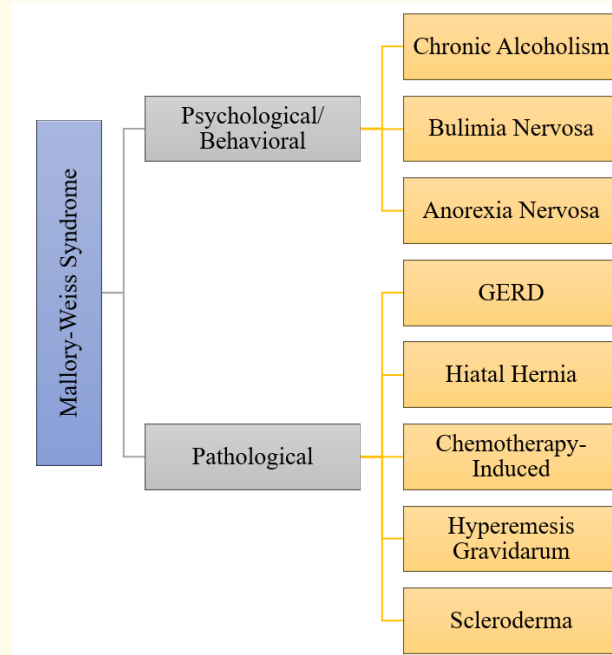 Mallory-Weiss Syndrome
Psychological/
Behavioral
Chronic Alcoholism
Bulimia Nervosa
Anorexia Nervosa
Pathological
GERD
Hiatal Hernia
Chemotherapy-
Induced
Hyperemesis
Gravidarum
Scleroderma